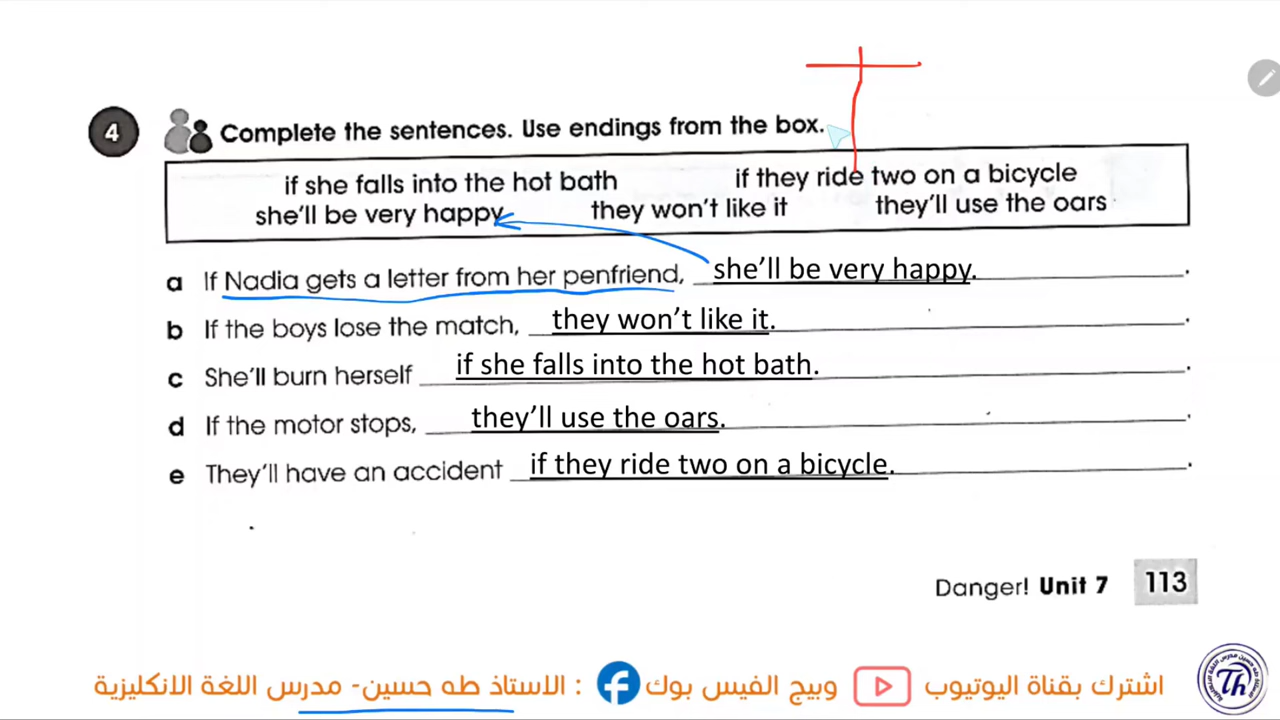 4 Complete the sentences. Use endings from the box.
if she falls into the hot bath if they ride two on a bicycle
she'll be very happy they won't like it they'll use the oars
a If Nadia gets a letter from her penfriend, she'll be very happy.
b If the boys lose the match, they won't like it.
c She'll burn herself if she falls into the hot bath.
d If the motor stops, they'll use the oars.
e They'll have an accident if they ride two on a bicycle.
Danger! Unit 7 113
اشترك بقناة اليوتيوب وبيج الفيس بوك : الاستاذ طه حسين- مدرس اللغة الانكليزية
Th